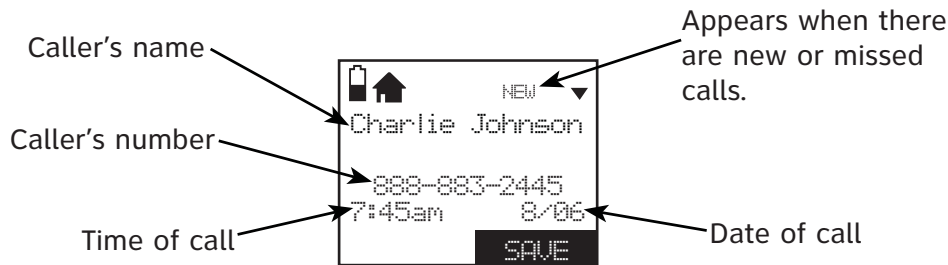 Caller's name
Caller's number
Time of call
NEW
Charlie Johnson
888-883-2445
7:45am 8/06
SAVE
Appears when there
are new or missed
calls.
Date of call